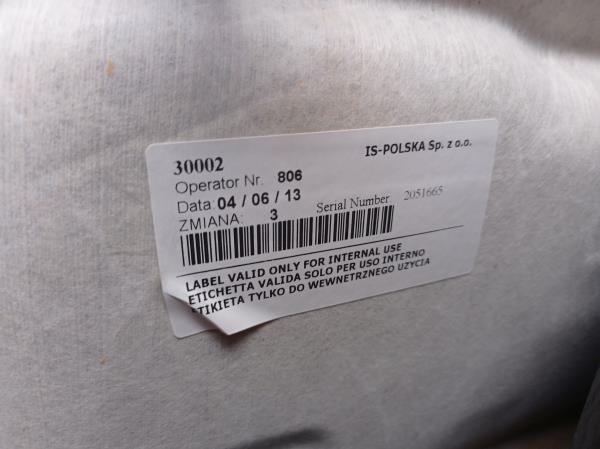 30002
IS-POLSKA Sp. z o.o.
Operator Nr. 806
Data: 04 / 06 / 13
ZMIANA: 3
Serial Number 2051665
LABEL VALID ONLY FOR INTERNAL USE
ETICHETTA VALIDA SOLO PER USO INTERNO
TIKIETA TYLKO DO WEWNETRZNEGO UZYCIA